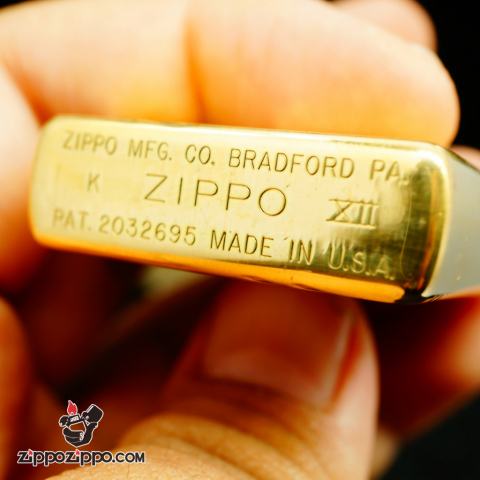 ZIPPO MFG. CO. BRADFORD PA.
K ZIPPO XIII
PAT. 2032695 MADE IN U.S.A.
ZippoZippo.com